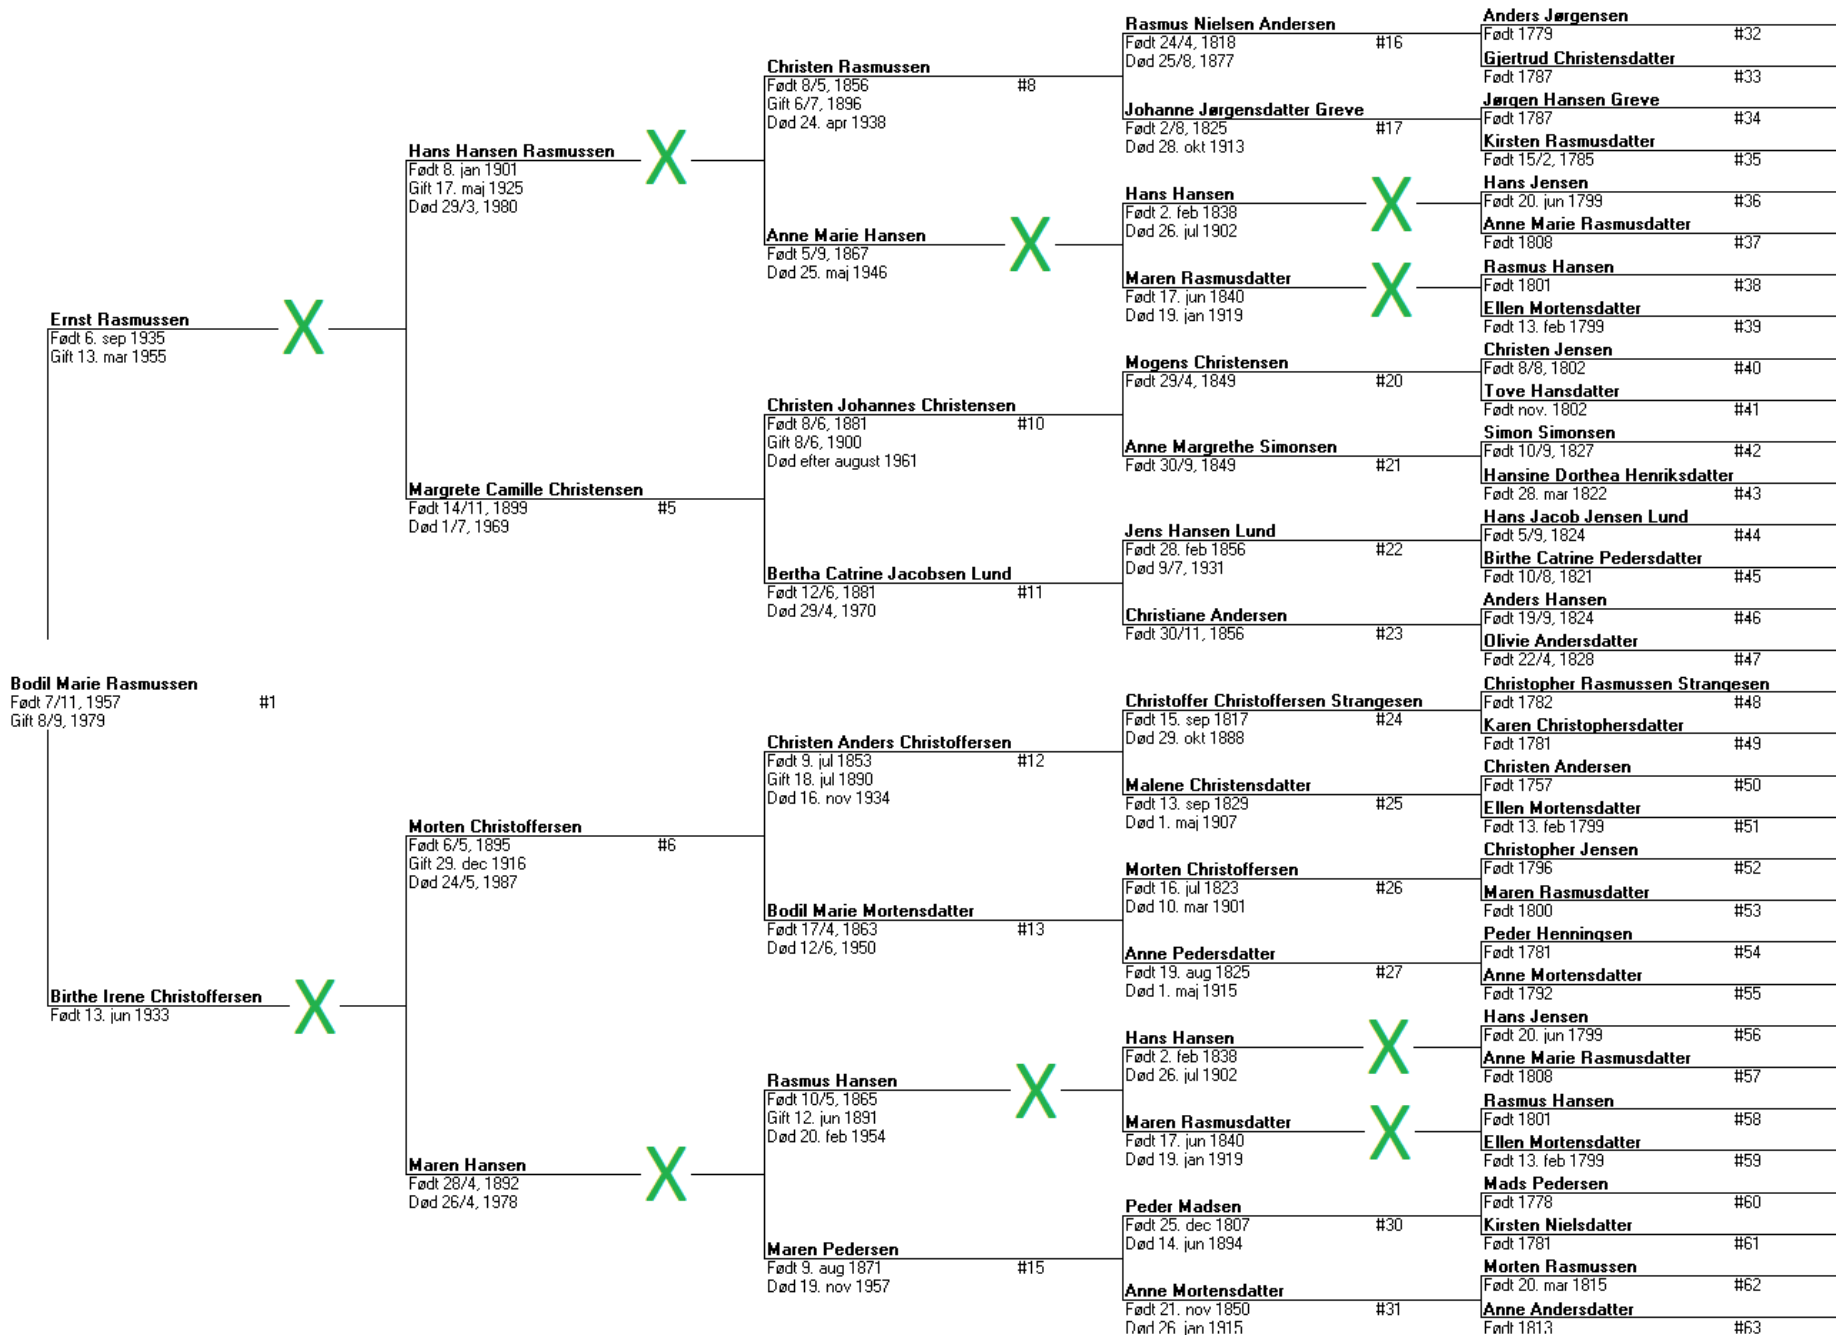 Bodil Marie Rasmussen
Født 7/11, 1957 #1
Gift 8/9, 1979
Ernst Rasmussen
Født 6. sep 1935
Gift 13. mar 1955
X
Birthe Irene Christoffersen
Født 13. jun 1933
X
Hans Hansen Rasmussen
Født 8. jan 1901
Gift 17. maj 1925
Død 29/3, 1980
X
Margrete Camille Christensen
Født 14/11, 1899 #5
Død 1/7, 1969
Morten Christoffersen
Født 6/5, 1895 #6
Gift 29. dec 1916
Død 24/5, 1987
Maren Hansen
Født 28/4, 1892
Død 26/4, 1978
X
Christen Rasmussen
Født 8/5, 1856 #8
Gift 6/7, 1896
Død 24. apr 1938
Anne Marie Hansen
Født 5/9, 1867
Død 25. maj 1946
X
Christen Johannes Christensen
Født 8/6, 1881 #10
Gift 8/6, 1900
Død efter august 1961
Bertha Catrine Jacobsen Lund
Født 12/6, 1881 #11
Død 29/4, 1970
Christen Anders Christoffersen
Født 9. jul 1853 #12
Gift 18. jul 1890
Død 16. nov 1934
Bodil Marie Mortensdatter
Født 17/4, 1863 #13
Død 12/6, 1950
Rasmus Hansen
Født 10/5, 1865
Gift 12. jun 1891
Død 20. feb 1954
X
Maren Pedersen
Født 9. aug 1871 #15
Død 19. nov 1957
Rasmus Nielsen Andersen
Født 24/4, 1818 #16
Død 25/8, 1877
Johanne Jørgensdatter Greve
Født 2/8, 1825 #17
Død 28. okt 1913
Hans Hansen
Født 2. feb 1838
Død 26. jul 1902
X
Maren Rasmusdatter
Født 17. jun 1840
Død 19. jan 1919
X
Mogens Christensen
Født 29/4, 1849 #20
Anne Margrethe Simonsen
Født 30/9, 1849 #21
Jens Hansen Lund
Født 28. feb 1856 #22
Død 9/7, 1931
Christiane Andersen
Født 30/11, 1856 #23
Christoffer Christoffersen Strangesen
Født 15. sep 1817 #24
Død 29. okt 1888
Malene Christensdatter
Født 13. sep 1829 #25
Død 1. maj 1907
Morten Christoffersen
Født 16. jul 1823 #26
Død 10. mar 1901
Anne Pedersdatter
Født 19. aug 1825 #27
Død 1. maj 1915
Hans Hansen
Født 2. feb 1838
Død 26. jul 1902
X
Maren Rasmusdatter
Født 17. jun 1840
Død 19. jan 1919
X
Peder Madsen
Født 25. dec 1807 #30
Død 14. jun 1894
Anne Mortensdatter
Født 21. nov 1850 #31
Død 26. jan 1915
Anders Jørgensen
Født 1779 #32
Gjertrud Christensdatter
Født 1787 #33
Jørgen Hansen Greve
Født 1787 #34
Kirsten Rasmusdatter
Født 15/2, 1785 #35
Hans Jensen
Født 20. jun 1799 #36
Anne Marie Rasmusdatter
Født 1808 #37
Rasmus Hansen
Født 1801 #38
Ellen Mortensdatter
Født 13. feb 1799 #39
Christen Jensen
Født 8/8, 1802 #40
Tove Hansdatter
Født nov. 1802 #41
Simon Simonsen
Født 10/9, 1827 #42
Hansine Dorthea Henriksdatter
Født 28. mar 1822 #43
Hans Jacob Jensen Lund
Født 5/9, 1824 #44
Birthe Catrine Pedersdatter
Født 10/8, 1821 #45
Anders Hansen
Født 19/9, 1824 #46
Olivie Andersdatter
Født 22/4, 1828 #47
Christopher Rasmussen Strangesen
Født 1782 #48
Karen Christophersdatter
Født 1781 #49
Christen Andersen
Født 1757 #50
Ellen Mortensdatter
Født 13. feb 1799 #51
Christopher Jensen
Født 1796 #52
Maren Rasmusdatter
Født 1800 #53
Peder Henningsen
Født 1781 #54
Anne Mortensdatter
Født 1792 #55
Hans Jensen
Født 20. jun 1799 #56
Anne Marie Rasmusdatter
Født 1808 #57
Rasmus Hansen
Født 1801 #58
Ellen Mortensdatter
Født 13. feb 1799 #59
Mads Pedersen
Født 1778 #60
Kirsten Nielsdatter
Født 1781 #61
Morten Rasmussen
Født 20. mar 1815 #62
Anne Andersdatter
Født 1813 #63